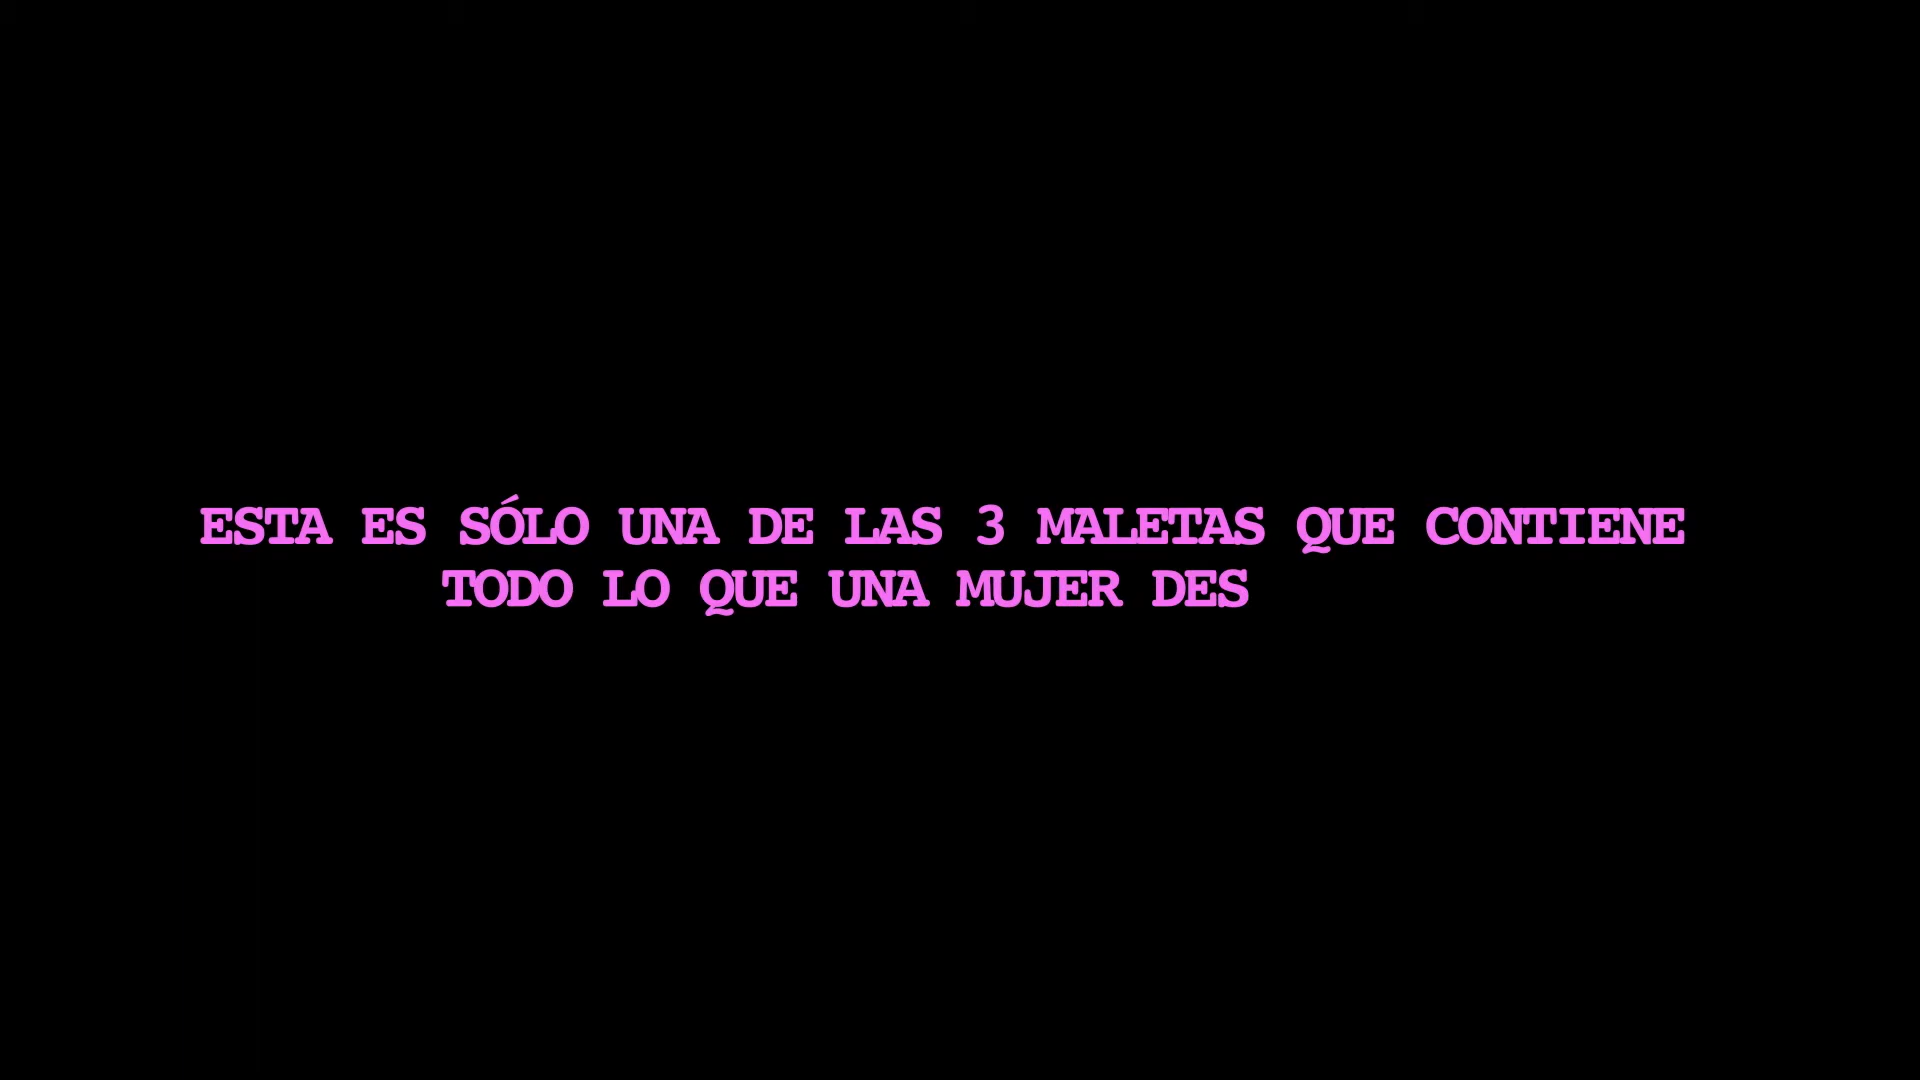 ESTA ES SÓLO UNA DE LAS 3 MALETAS QUE CONTIENE
TODO LO QUE UNA MUJER DES